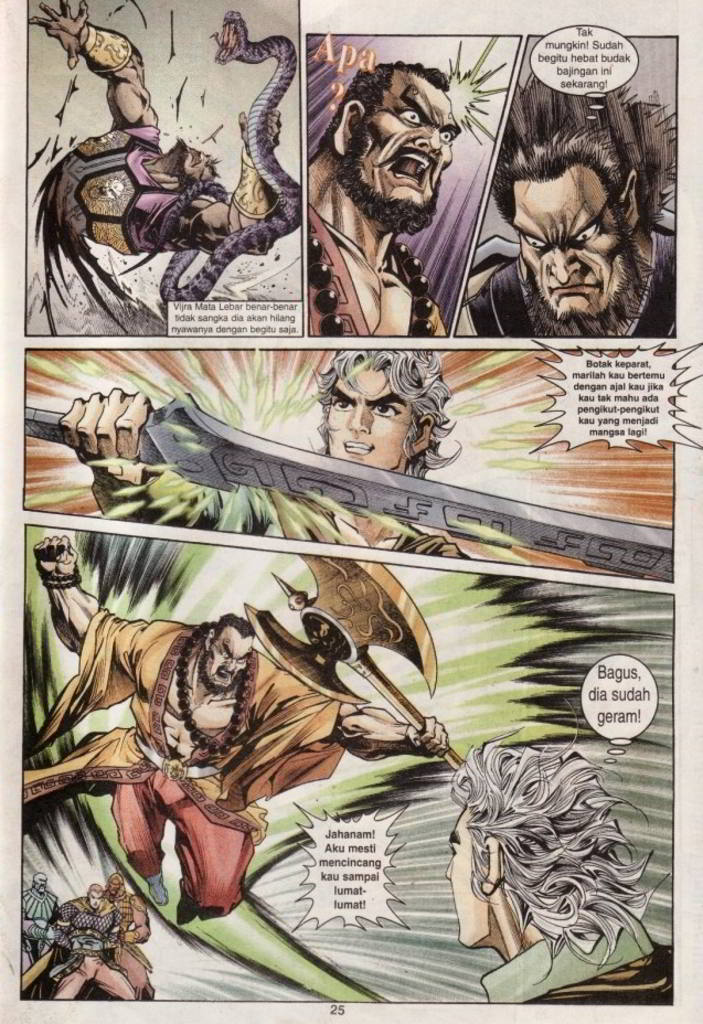 Vijra Mata Lebar benar-benar
tidak sangka dia akan hilang
nyawanya dengan begitu saja.
Apa
?
Tak
mungkin! Sudah
begitu hebat budak
bajingan ini
sekarang!
Botak keparat,
marilah kau bertemu
dengan ajal kau jika
kau tak mahu ada
pengikut-pengikut
kau yang menjadi
mangsa lagi!
Bagus,
dia sudah
geram!
Jahanam!
Aku mesti
mencincang
kau sampai
lumat-
lumat!
25